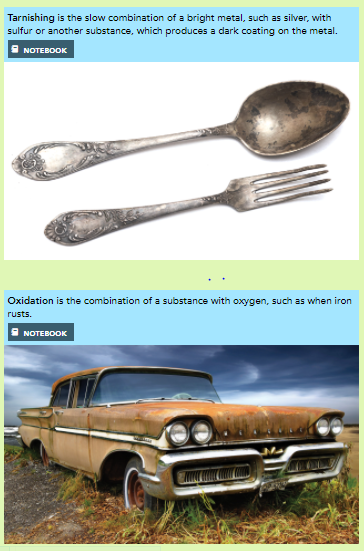 Tarnishing is the slow combination of a bright metal, such as silver, with
sulfur or another substance, which produces a dark coating on the metal.
NOTEBOOK
Oxidation is the combination of a substance with oxygen, such as when iron
rusts.
NOTEBOOK